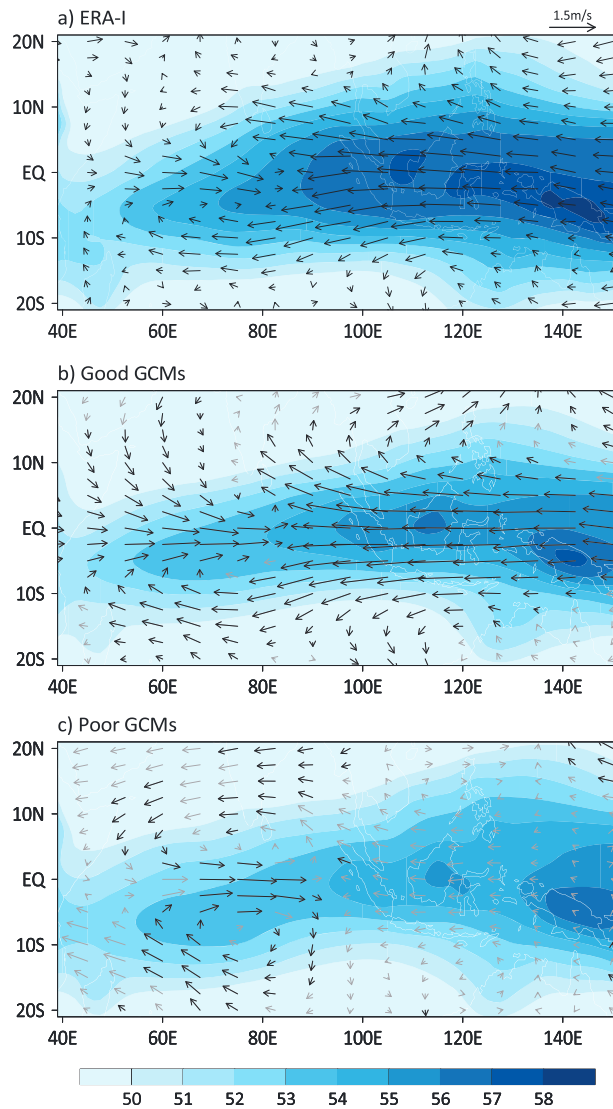 a) ERA-I
1.5m/s
20N
10N
EQ
10S
20S
40E 60E 80E 100E 120E 140E
b) Good GCMs
20N
10N
EQ
10S
20S
40E 60E 80E 100E 120E 140E
c) Poor GCMs
20N
10N
EQ
10S
20S
40E 60E 80E 100E 120E 140E
50 51 52 53 54 55 56 57 58